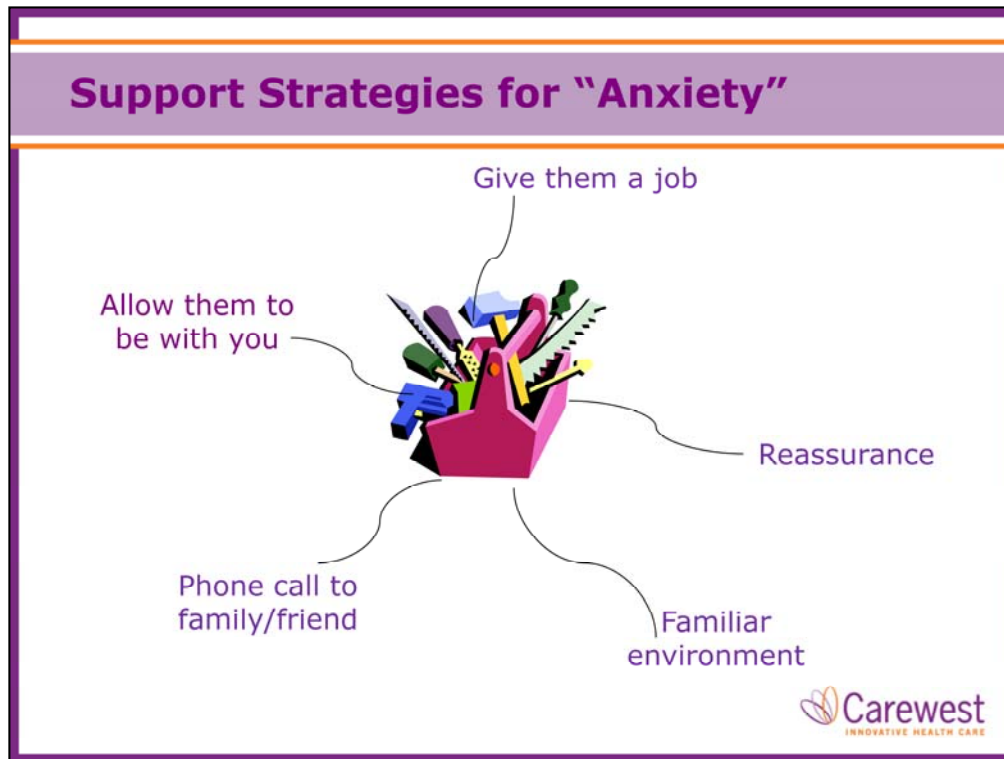 Support Strategies for “Anxiety”
Give them a job
Allow them to
be with you
Reassurance
Phone call to
family/friend
Familiar
environment
Carewest
INNOVATIVE HEALTH CARE